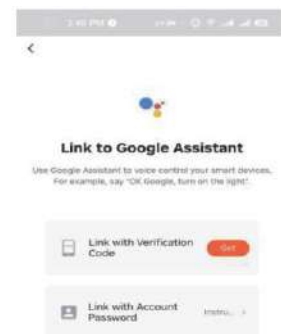 Link to Google Assistant
Use Google Assistant to voice control your smart devices.
For example, say "OK Google, turn on the light".
Link with Verification
Code
Get
Link with Account
Password
Instru...